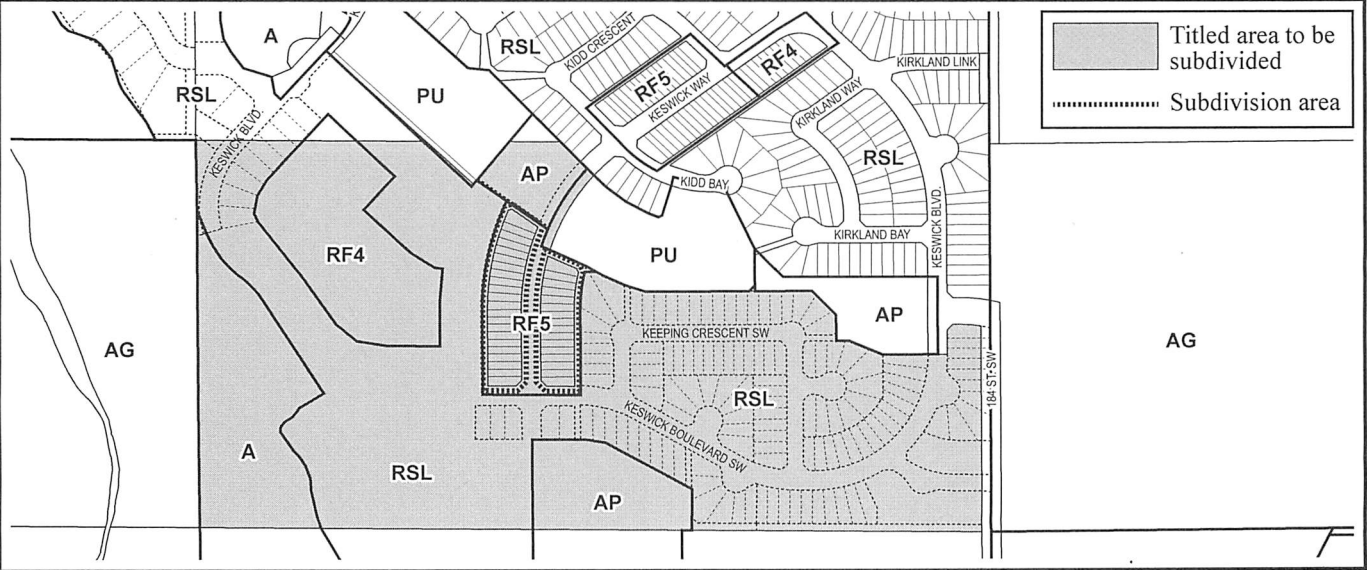 Titled area to be
subdivided
Subdivision area
A
RSL
KIDD CRESCENT
RF5
RF4
KIRKLAND LINK
RSL
PU
KESWICK WAY
KIRKLAND WAY
RSL
KESWICK BLVD.
AP
KIDD BAY
KESWICK BLVD.
KIRKLAND BAY
RF4
PU
RF5
AP
KEEPING CRESCENT SW
AG
AG
184 ST. SW
RSL
KESWICK BOULEVARD SW
A
RSL
AP